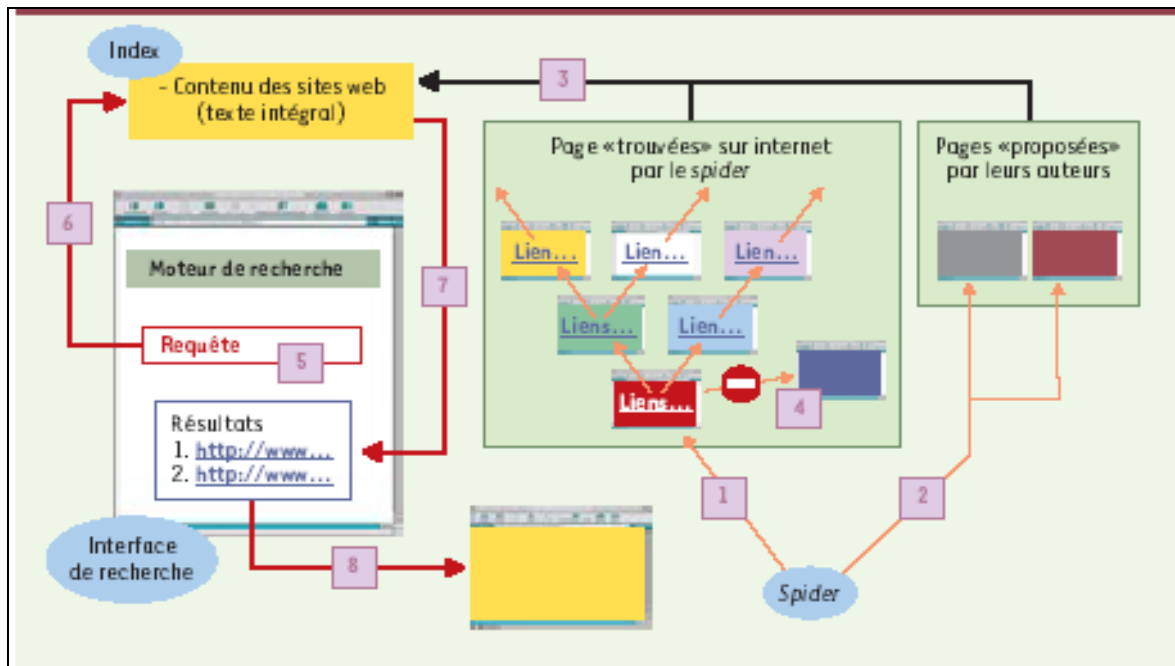 Index
- Contenu des sites web
(texte intégral)
3
Page «trouvées» sur internet
par le spider
Pages «proposées»
par leurs auteurs
6
Lien...
Lien...
Lien...
Moteur de recherche
7
Liens...
Lien...
Requête
5
Liens...
4
Résultats
1. http://www...
2. http://www...
1
2
Interface
de recherche
8
Spider